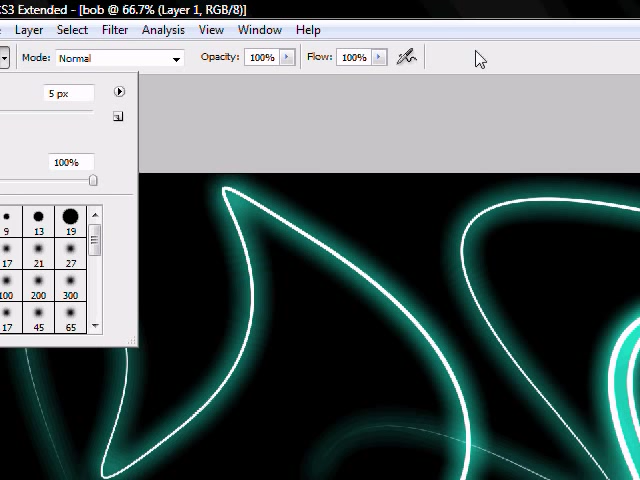 CS3 Extended - [bob @ 66.7% (Layer 1, RGB/8)]
Layer Select Filter Analysis View Window Help
Mode: Normal Opacity: 100% Flow: 100%
5 px
100%
9 13 19
17 21 27
100 200 300
17 45 65